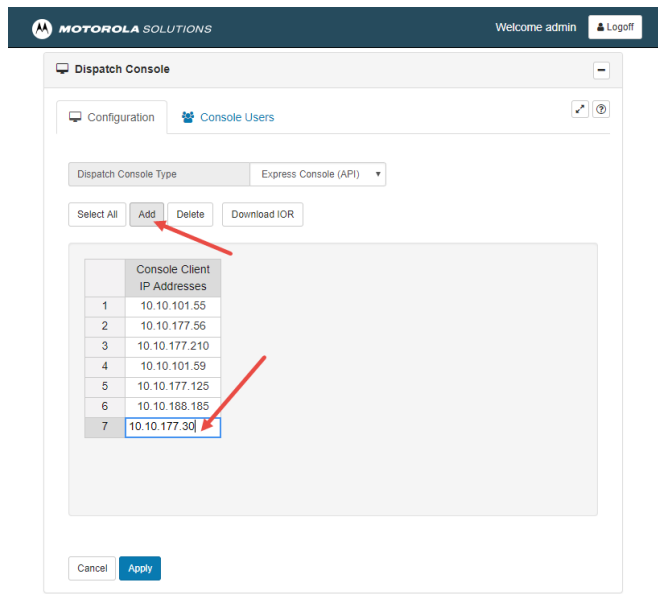 MOTOROLA SOLUTIONS
Welcome admin
Logoff
Dispatch Console
Configuration
Console Users
Dispatch Console Type
Express Console (API)
Select All
Add
Delete
Download IOR
Console Client
IP Addresses
1 10.10.101.55
2 10.10.177.56
3 10.10.177.210
4 10.10.101.59
5 10.10.177.125
6 10.10.188.185
7 10.10.177.30
Cancel
Apply